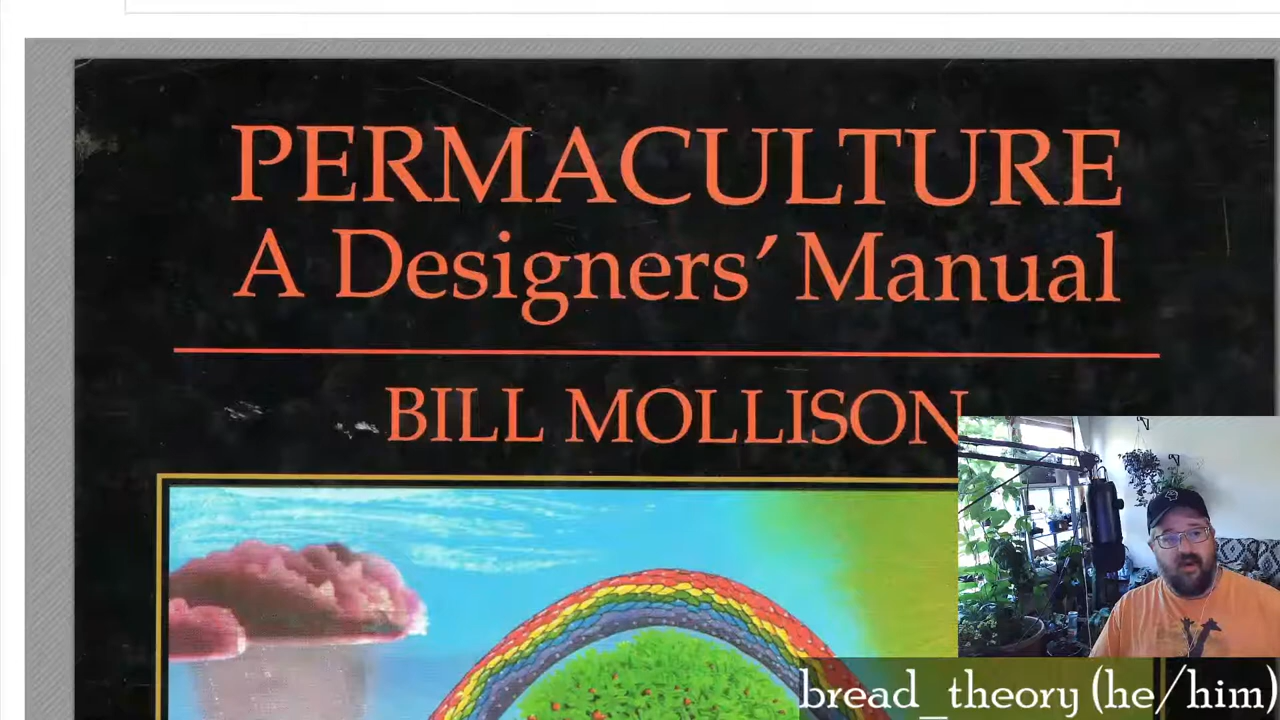 PERMACULTURE
A Designers' Manual
BILL MOLLISON
bread_theory (he/him)